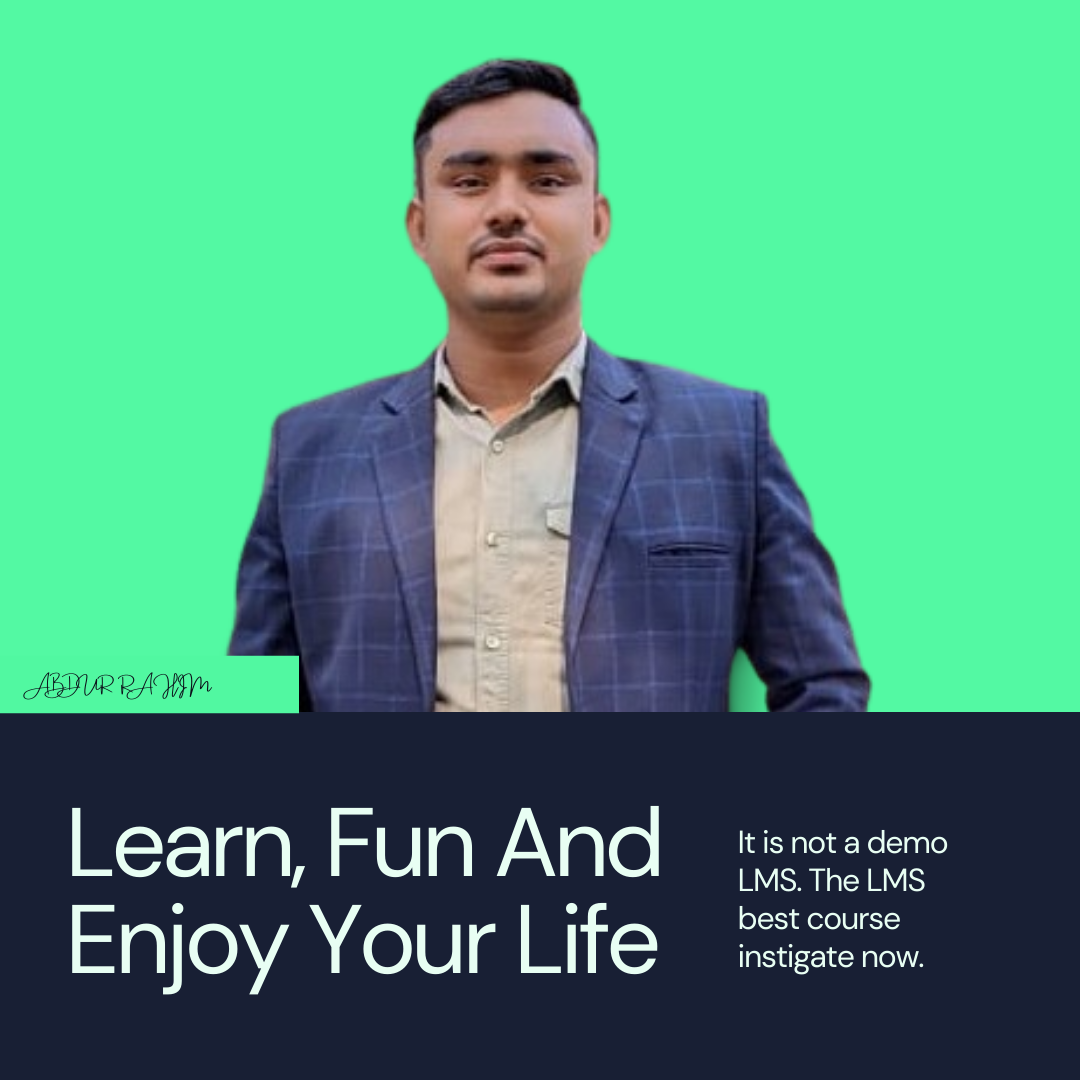 ABDUR RAHIM
Learn, Fun And
Enjoy Your Life
It is not a demo
LMS. The LMS
best course
instigate now.